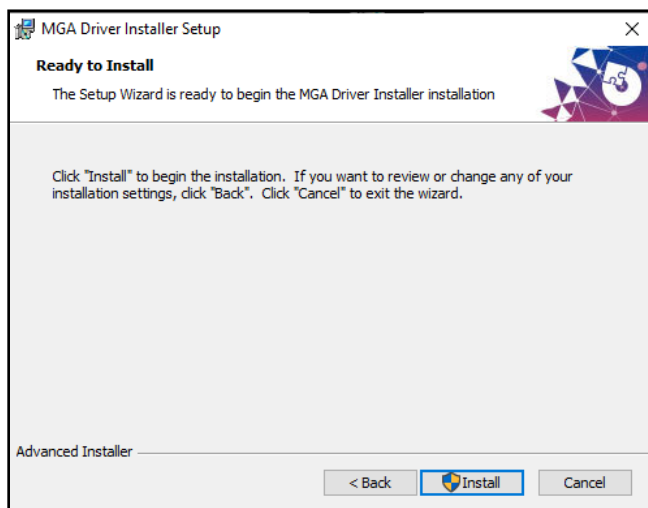 MGA Driver Installer Setup
Ready to Install
The Setup Wizard is ready to begin the MGA Driver Installer installation
Click "Install" to begin the installation.  If you want to review or change any of your
installation settings, click "Back".  Click "Cancel" to exit the wizard.
Advanced Installer
< Back
Install
Cancel